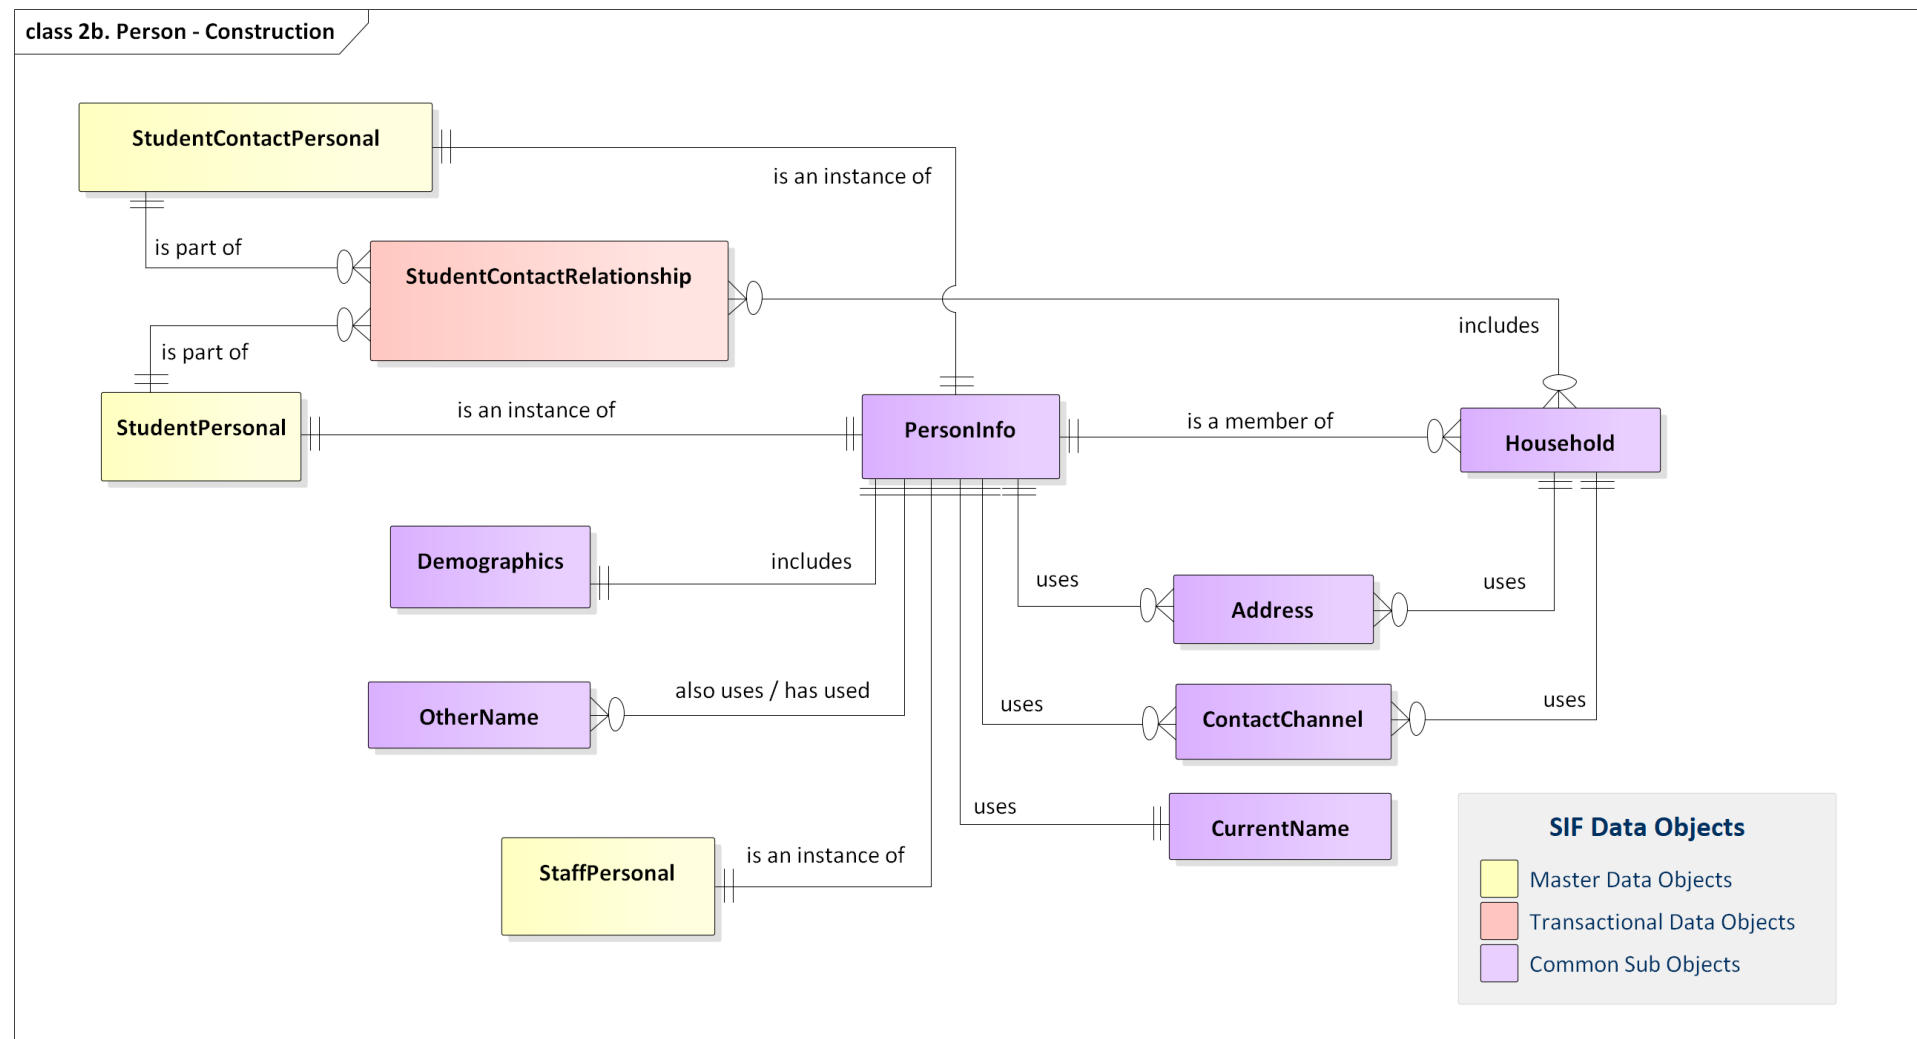 class 2b. Person - Construction
StudentContactPersonal
is an instance of
is part of
StudentContactRelationship
includes
is part of
StudentPersonal
is an instance of
PersonInfo
is a member of
Household
Demographics
includes
uses
Address
uses
OtherName
also uses / has used
uses
ContactChannel
uses
uses
CurrentName
StaffPersonal
is an instance of
SIF Data Objects
Master Data Objects
Transactional Data Objects
Common Sub Objects